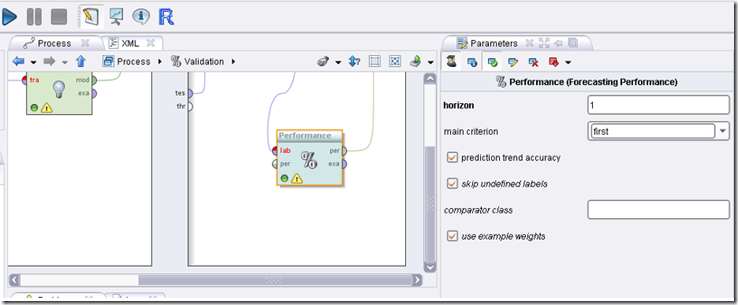 Process
XML
Parameters
Process
Validation
Performance (Forecasting Performance)
tra
mod
exa
tes
thr
Performance
lab
per
per
exa
horizon
1
main criterion
first
prediction trend accuracy
skip undefined labels
comparator class
use example weights